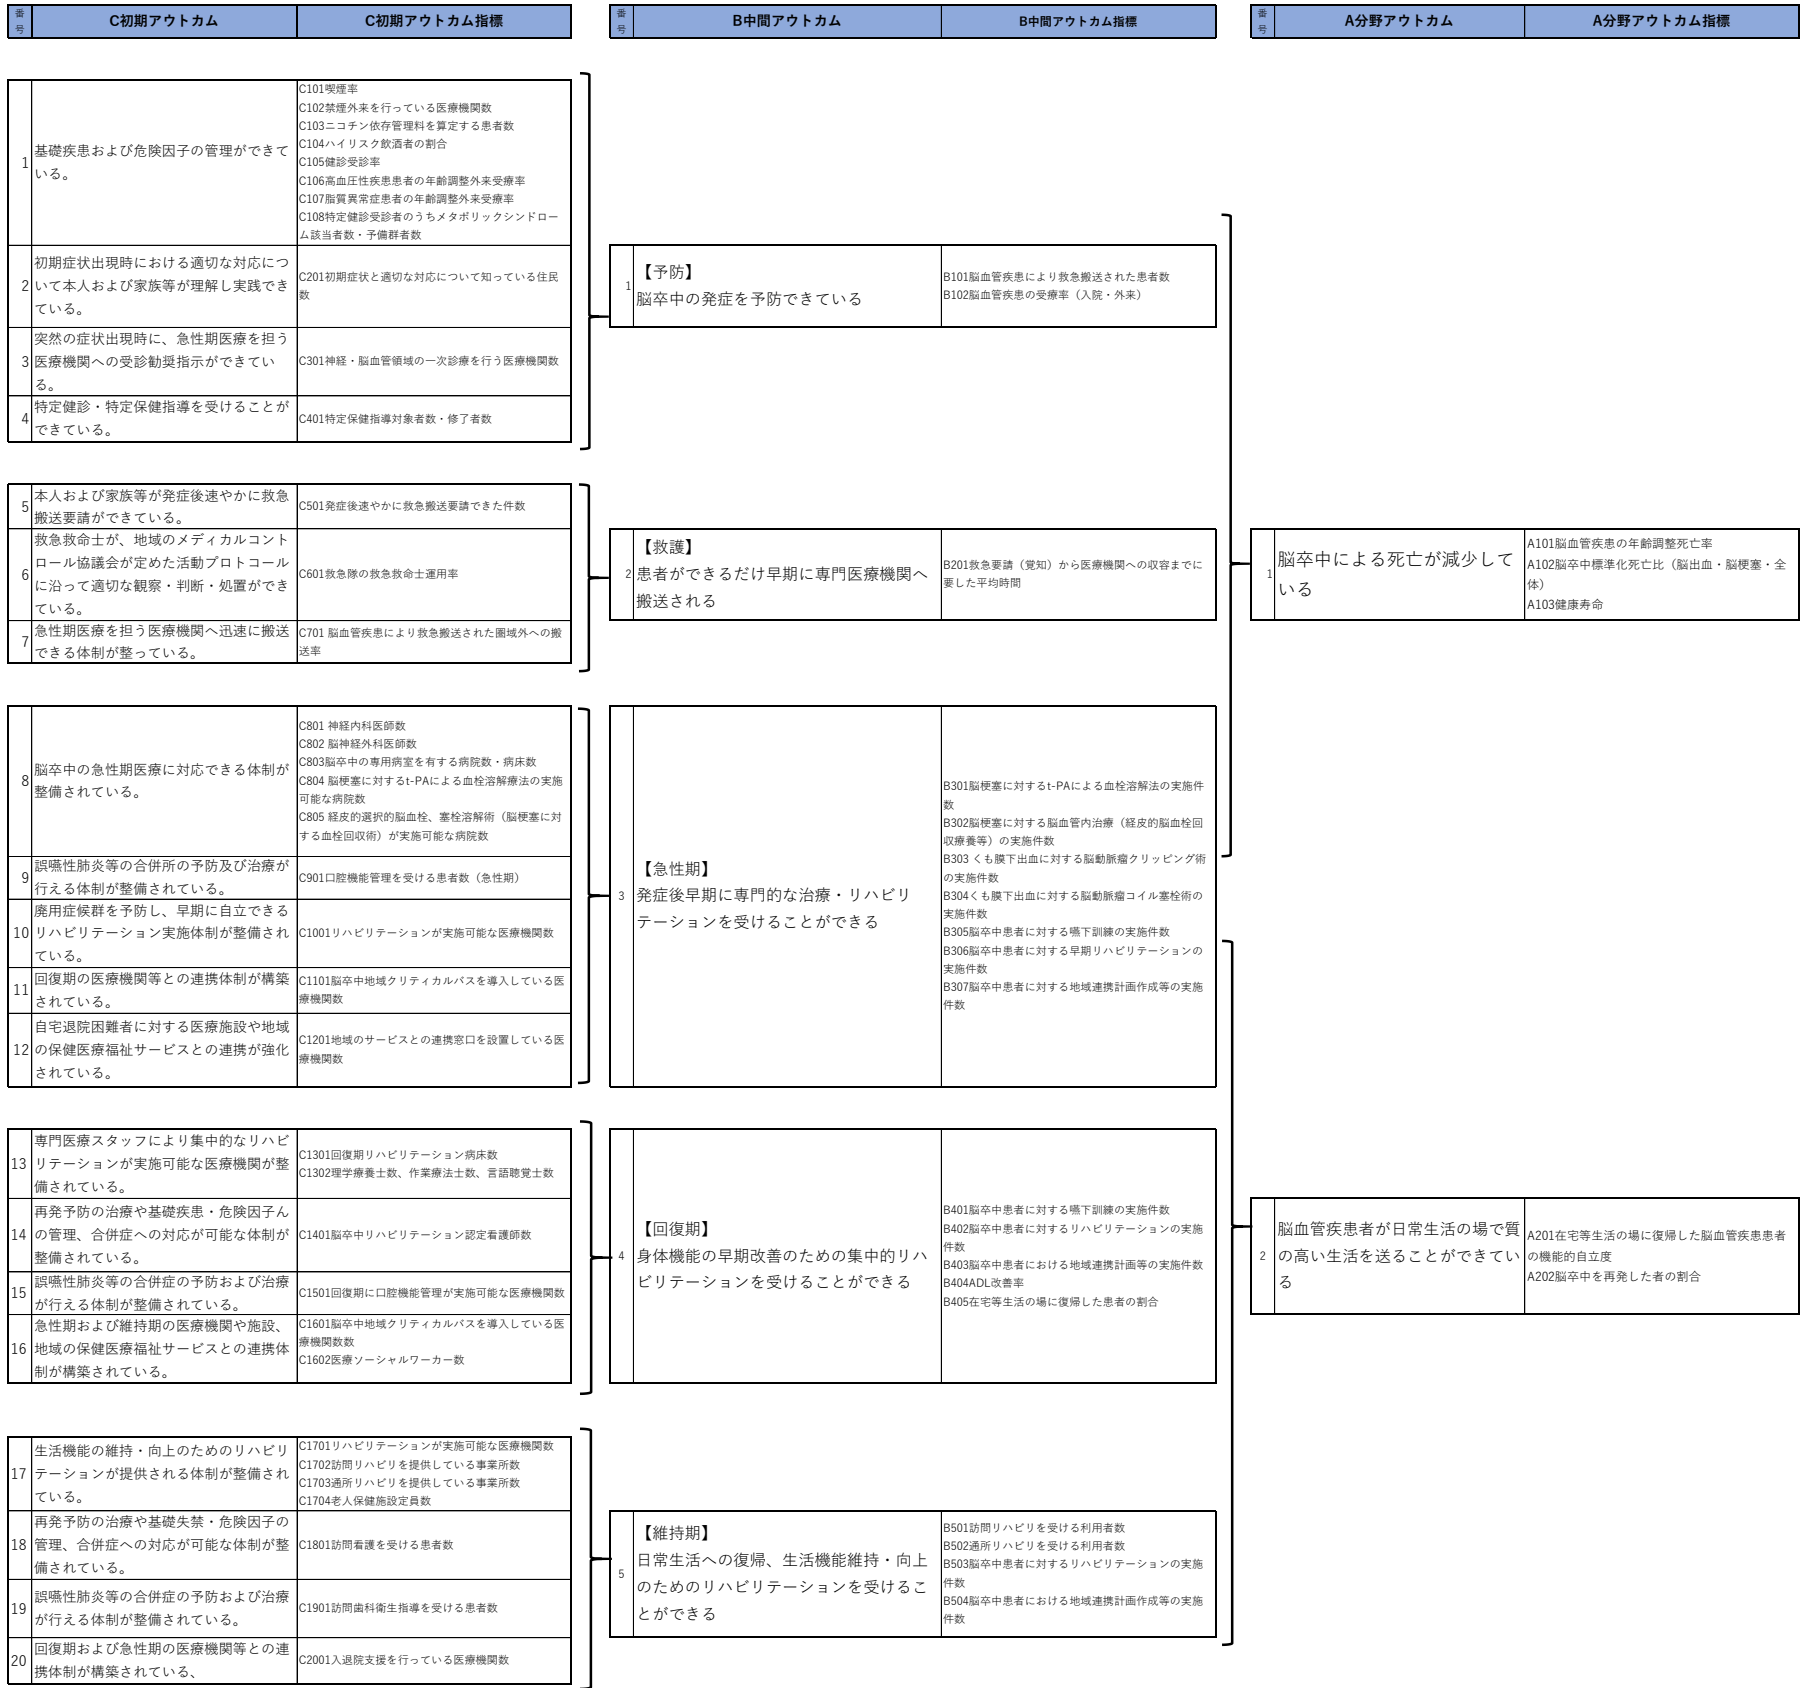 番号
C初期アウトカム
C初期アウトカム指標
番号
B中間アウトカム
B中間アウトカム指標
番号
A分野アウトカム
A分野アウトカム指標
1
基礎疾患および危険因子の管理ができて
いる。
C101喫煙率
C102禁煙外来を行っている医療機関数
C103ニコチン依存管理料を算定する患者数
C104ハイリスク飲酒者の割合
C105健診受診率
C106高血圧性疾患患者の年齢調整外来受療率
C107脂質異常症患者の年齢調整外来受療率
C108特定健診受診者のうちメタボリックシンドロー
ム該当者数・予備群者数
2
初期症状出現時における適切な対応につ
いて本人および家族等が理解し実践でき
ている。
C201初期症状と適切な対応について知っている住民
数
3
突然の症状出現時に、急性期医療を担う
医療機関への受診勧奨指示ができてい
る。
C301神経・脳血管領域の一次診療を行う医療機関数
4
特定健診・特定保健指導を受けることが
できている。
C401特定保健指導対象者数・修了者数
1
【予防】
脳卒中の発症を予防できている
B101脳血管疾患により救急搬送された患者数
B102脳血管疾患の受療率（入院・外来）
5
本人および家族等が発症後速やかに救急
搬送要請ができている。
C501発症後速やかに救急搬送要請できた件数
6
救急救命士が、地域のメディカルコント
ロール協議会が定めた活動プロトコール
に沿って適切な観察・判断・処置ができ
ている。
C601救急隊の救急救命士運用率
7
急性期医療を担う医療機関へ迅速に搬送
できる体制が整っている。
C701 脳血管疾患により救急搬送された圏域外への搬
送率
2
【救護】
患者ができるだけ早期に専門医療機関へ
搬送される
B201救急要請（覚知）から医療機関への収容までに
要した平均時間
1
脳卒中による死亡が減少して
いる
A101脳血管疾患の年齢調整死亡率
A102脳卒中標準化死亡比（脳出血・脳梗塞・全
体）
A103健康寿命
8
脳卒中の急性期医療に対応できる体制が
整備されている。
C801 神経内科医師数
C802 脳神経外科医師数
C803脳卒中の専用病室を有する病院数・病床数
C804 脳梗塞に対するt-PAによる血栓溶解療法の実施
可能な病院数
C805 経皮的選択的脳血栓、塞栓溶解術（脳梗塞に対
する血栓回収術）が実施可能な病院数
9
誤嚥性肺炎等の合併所の予防及び治療が
行える体制が整備されている。
C901口腔機能管理を受ける患者数（急性期）
10
廃用症候群を予防し、早期に自立できる
リハビリテーション実施体制が整備され
ている。
C1001リハビリテーションが実施可能な医療機関数
11
回復期の医療機関等との連携体制が構築
されている。
C1101脳卒中地域クリティカルパスを導入している医
療機関数
12
自宅退院困難者に対する医療施設や地域
の保健医療福祉サービスとの連携が強化
されている。
C1201地域のサービスとの連携窓口を設置している医
療機関数
3
【急性期】
発症後早期に専門的な治療・リハビリ
テーションを受けることができる
B301脳梗塞に対するt-PAによる血栓溶解法の実施件
数
B302脳梗塞に対する脳血管内治療（経皮的脳血栓回
収療養等）の実施件数
B303 くも膜下出血に対する脳動脈瘤クリッピング術
の実施件数
B304くも膜下出血に対する脳動脈瘤コイル塞栓術の
実施件数
B305脳卒中患者に対する嚥下訓練の実施件数
B306脳卒中患者に対する早期リハビリテーションの
実施件数
B307脳卒中患者に対する地域連携計画作成等の実施
件数
13
専門医療スタッフにより集中的なリハビ
リテーションが実施可能な医療機関が整
備されている。
C1301回復期リハビリテーション病床数
C1302理学療養士数、作業療法士数、言語聴覚士数
14
再発予防の治療や基礎疾患・危険因子ん
の管理、合併症への対応が可能な体制が
整備されている。
C1401脳卒中リハビリテーション認定看護師数
15
誤嚥性肺炎等の合併症の予防および治療
が行える体制が整備されている。
C1501回復期に口腔機能管理が実施可能な医療機関数
16
急性期および維持期の医療機関や施設、
地域の保健医療福祉サービスとの連携体
制が構築されている。
C1601脳卒中地域クリティカルパスを導入している医
療機関数数
C1602医療ソーシャルワーカー数
4
【回復期】
身体機能の早期改善のための集中的リハ
ビリテーションを受けることができる
B401脳卒中患者に対する嚥下訓練の実施件数
B402脳卒中患者に対するリハビリテーションの実施
件数
B403脳卒中患者における地域連携計画等の実施件数
B404ADL改善率
B405在宅等生活の場に復帰した患者の割合
2
脳血管疾患者が日常生活の場で質
の高い生活を送ることができてい
る
A201在宅等生活の場に復帰した脳血管疾患患者
の機能的自立度
A202脳卒中を再発した者の割合
17
生活機能の維持・向上のためのリハビリ
テーションが提供される体制が整備され
ている。
C1701リハビリテーションが実施可能な医療機関数
C1702訪問リハビリを提供している事業所数
C1703通所リハビリを提供している事業所数
C1704老人保健施設定員数
18
再発予防の治療や基礎失禁・危険因子の
管理、合併症への対応が可能な体制が整
備されている。
C1801訪問看護を受ける患者数
19
誤嚥性肺炎等の合併症の予防および治療
が行える体制が整備されている。
C1901訪問歯科衛生指導を受ける患者数
20
回復期および急性期の医療機関等との連
携体制が構築されている、
C2001入退院支援を行っている医療機関数
5
【維持期】
日常生活への復帰、生活機能維持・向上
のためのリハビリテーションを受けるこ
とができる
B501訪問リハビリを受ける利用者数
B502通所リハビリを受ける利用者数
B503脳卒中患者に対するリハビリテーションの実施
件数
B504脳卒中患者における地域連携計画作成等の実施
件数